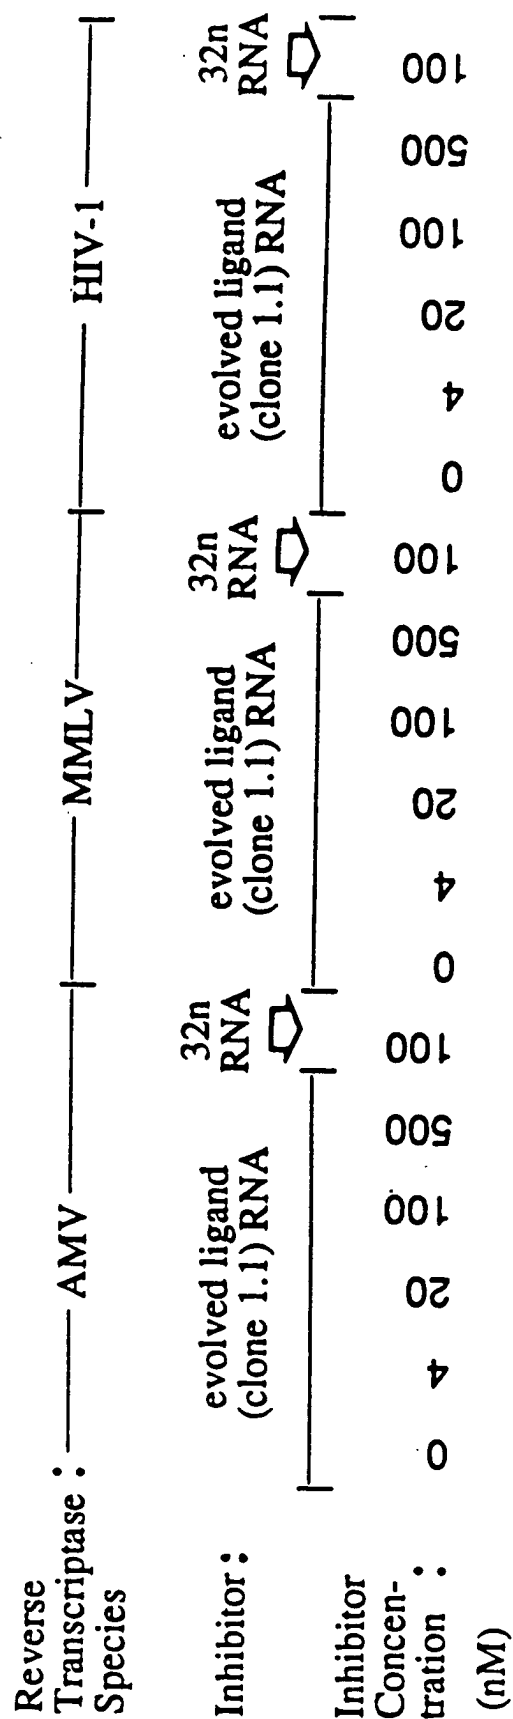 Reverse
Transcriptase :
Species
AMV
MMLV
HIV-1
Inhibitor:
evolved ligand
(clone 1.1) RNA
32n
RNA
evolved ligand
(clone 1.1) RNA
32n
RNA
evolved ligand
(clone 1.1) RNA
32n
RNA
Inhibitor
Concen-
tration :
(nM)
0 4 20 100 500 100 0 4 20 100 500 100 0 4 20 100 500 100